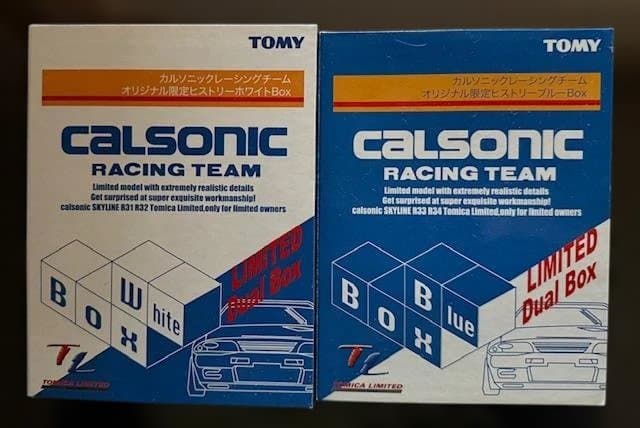 TOMY
カルソニックレーシングチーム
オリジナル限定ヒストリーホワイトBox
CALSONIC
RACING TEAM
Limited model with extremely realistic details
Get surprised at super exquisite workmanship!
calsonic SKYLINE R31 R32 Tomica Limited,only for limited owners
LIMITED
Dual Box
White
BOX
TL
TOMICA LIMITED
TOMY
カルソニックレーシングチーム
オリジナル限定ヒストリーブルーBox
CALSONIC
RACING TEAM
Limited model with extremely realistic details
Get surprised at super exquisite workmanship!
calsonic SKYLINE R33 R34 Tomica Limited,only for limited owners
LIMITED
Dual Box
Blue
BOX
TL
TOMICA LIMITED